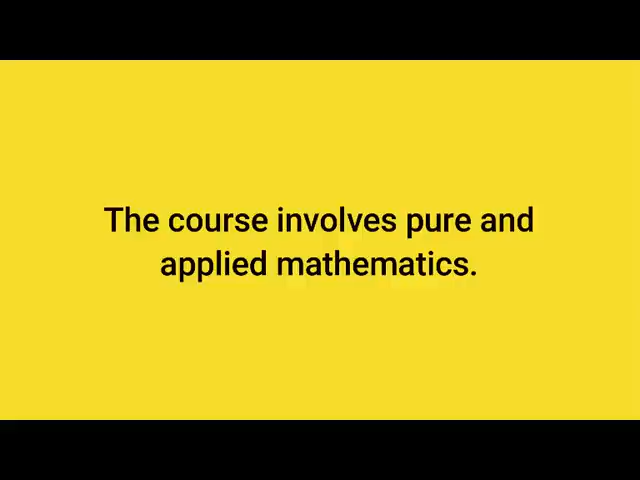 The course involves pure and
applied mathematics.